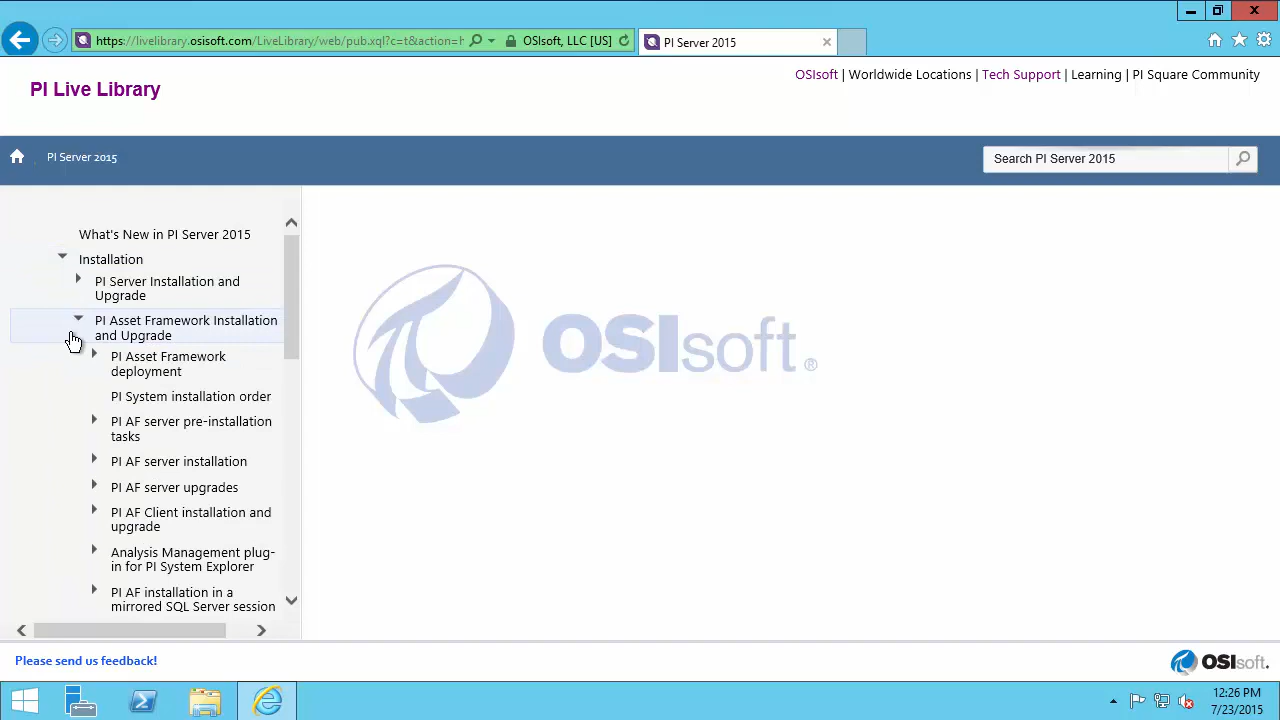 https://livelibrary.osisoft.com/LiveLibrary/web/pub.xql?c=t&action=h
OSIsoft, LLC [US]
PI Server 2015
PI Live Library
OSIsoft | Worldwide Locations | Tech Support | Learning | PI Square Community
PI Server 2015
Search PI Server 2015
What's New in PI Server 2015
Installation
PI Server Installation and
Upgrade
PI Asset Framework Installation
and Upgrade
PI Asset Framework
deployment
PI System installation order
PI AF server pre-installation
tasks
PI AF server installation
PI AF server upgrades
PI AF Client installation and
upgrade
Analysis Management plug-
in for PI System Explorer
PI AF installation in a
mirrored SQL Server session
OSIsoft®
Please send us feedback!
OSIsoft.
12:26 PM
7/23/2015